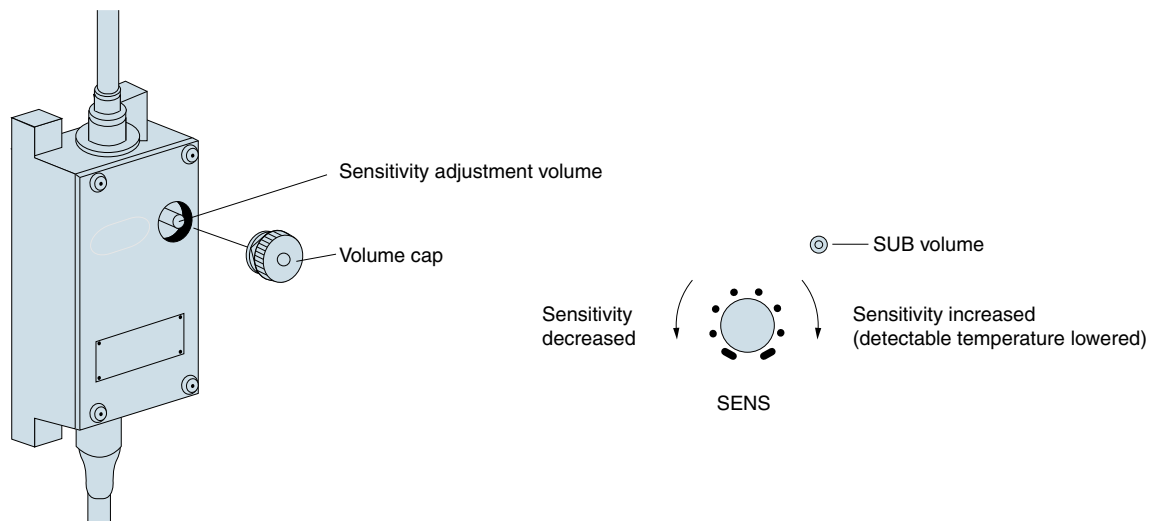 Sensitivity adjustment volume
Volume cap
SUB volume
Sensitivity
decreased
Sensitivity increased
(detectable temperature lowered)
SENS